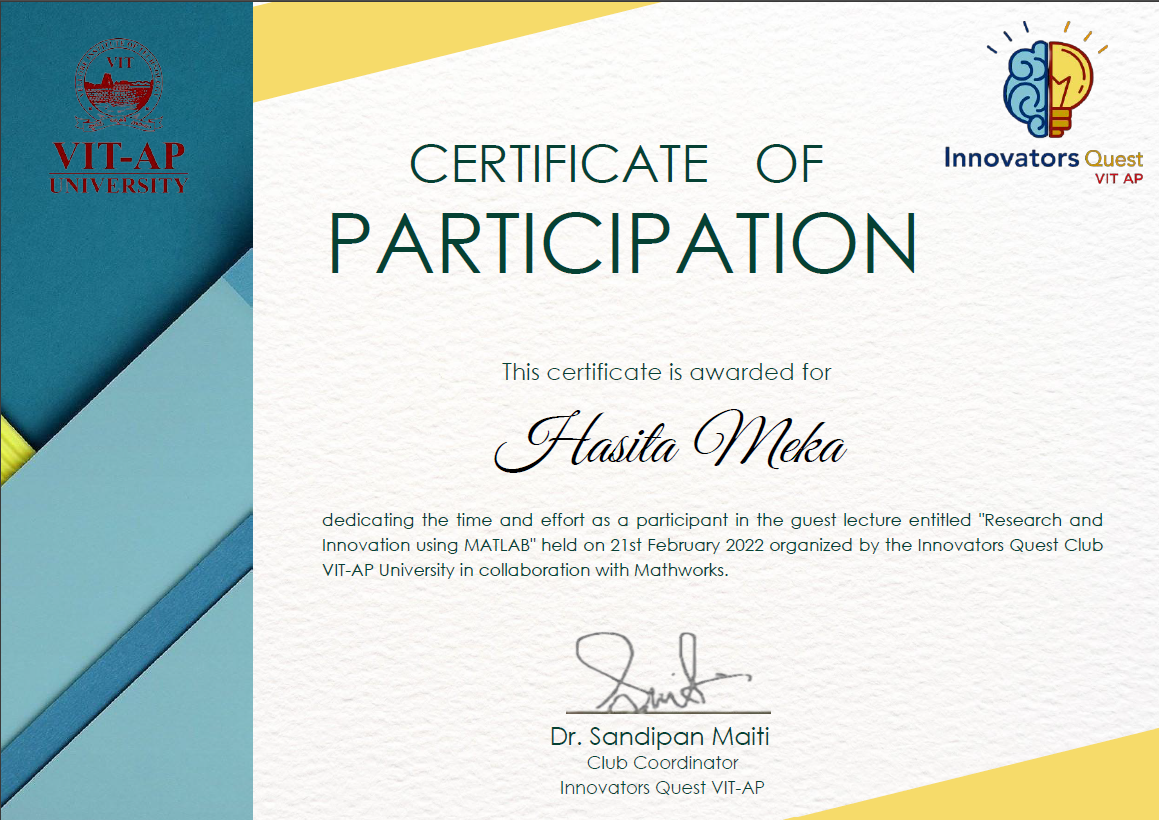 VIT
VIT-AP
UNIVERSITY
Innovators Quest
VIT AP
CERTIFICATE OF
PARTICIPATION
This certificate is awarded for
Hasita Meka
dedicating the time and effort as a participant in the guest lecture entitled "Research and
Innovation using MATLAB" held on 21st February 2022 organized by the Innovators Quest Club
VIT-AP University in collaboration with Mathworks.
Dr. Sandipan Maiti
Club Coordinator
Innovators Quest VIT-AP